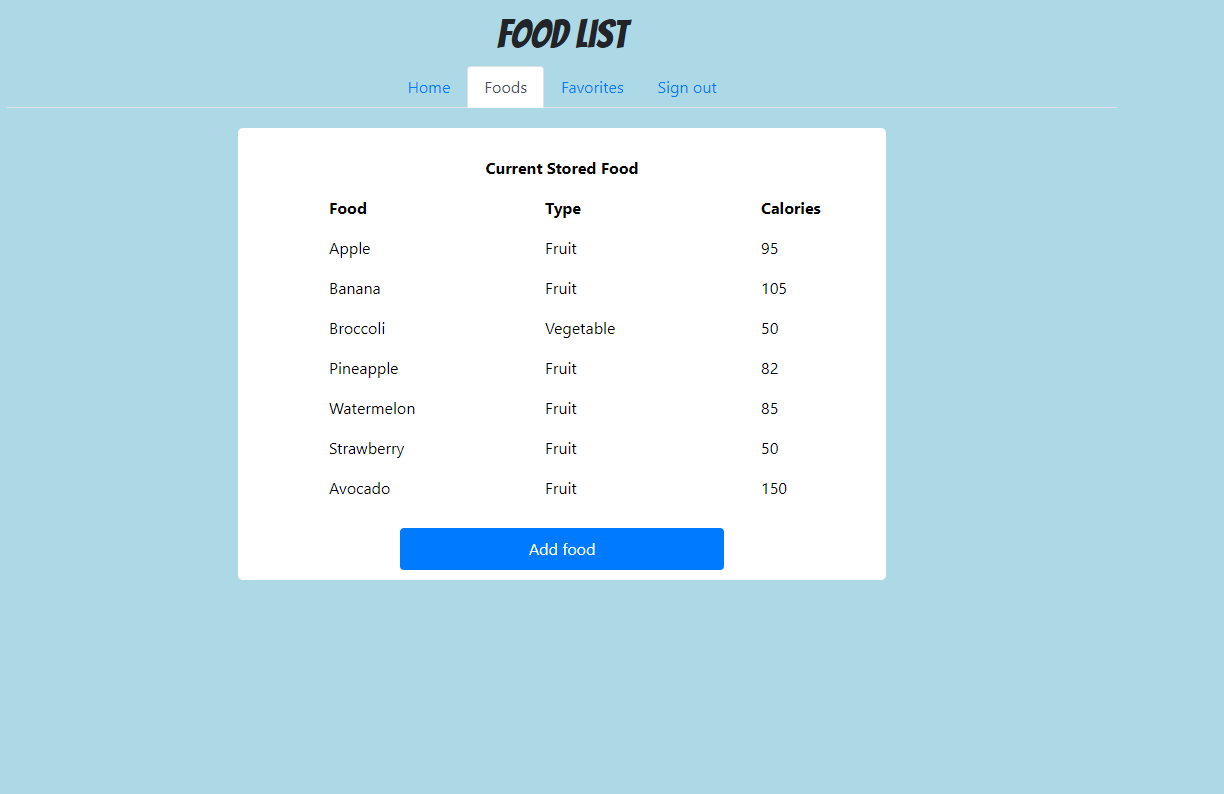 FOOD LIST
Home Foods Favorites Sign out
Current Stored Food
Food Type Calories
Apple Fruit 95
Banana Fruit 105
Broccoli Vegetable 50
Pineapple Fruit 82
Watermelon Fruit 85
Strawberry Fruit 50
Avocado Fruit 150
Add food